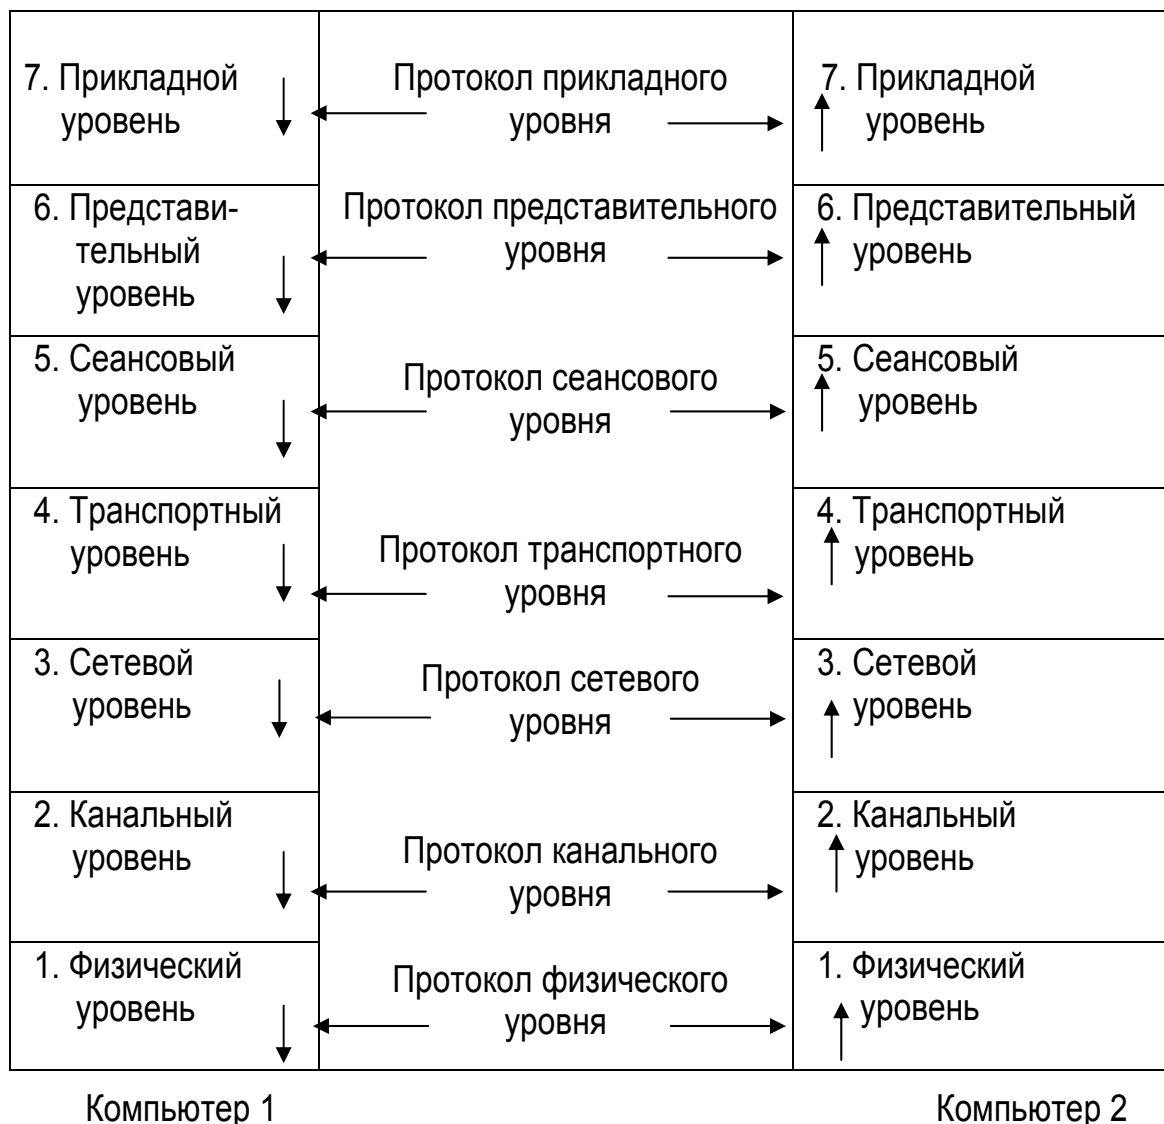 7. Прикладной
уровень
Протокол прикладного
уровня
7. Прикладной
уровень
6. Представи-
тельный
уровень
Протокол представительного
уровня
6. Представительный
уровень
5. Сеансовый
уровень
Протокол сеансового
уровня
5. Сеансовый
уровень
4. Транспортный
уровень
Протокол транспортного
уровня
4. Транспортный
уровень
3. Сетевой
уровень
Протокол сетевого
уровня
3. Сетевой
уровень
2. Канальный
уровень
Протокол канального
уровня
2. Канальный
уровень
1. Физический
уровень
Протокол физического
уровня
1. Физический
уровень
Компьютер 1
Компьютер 2